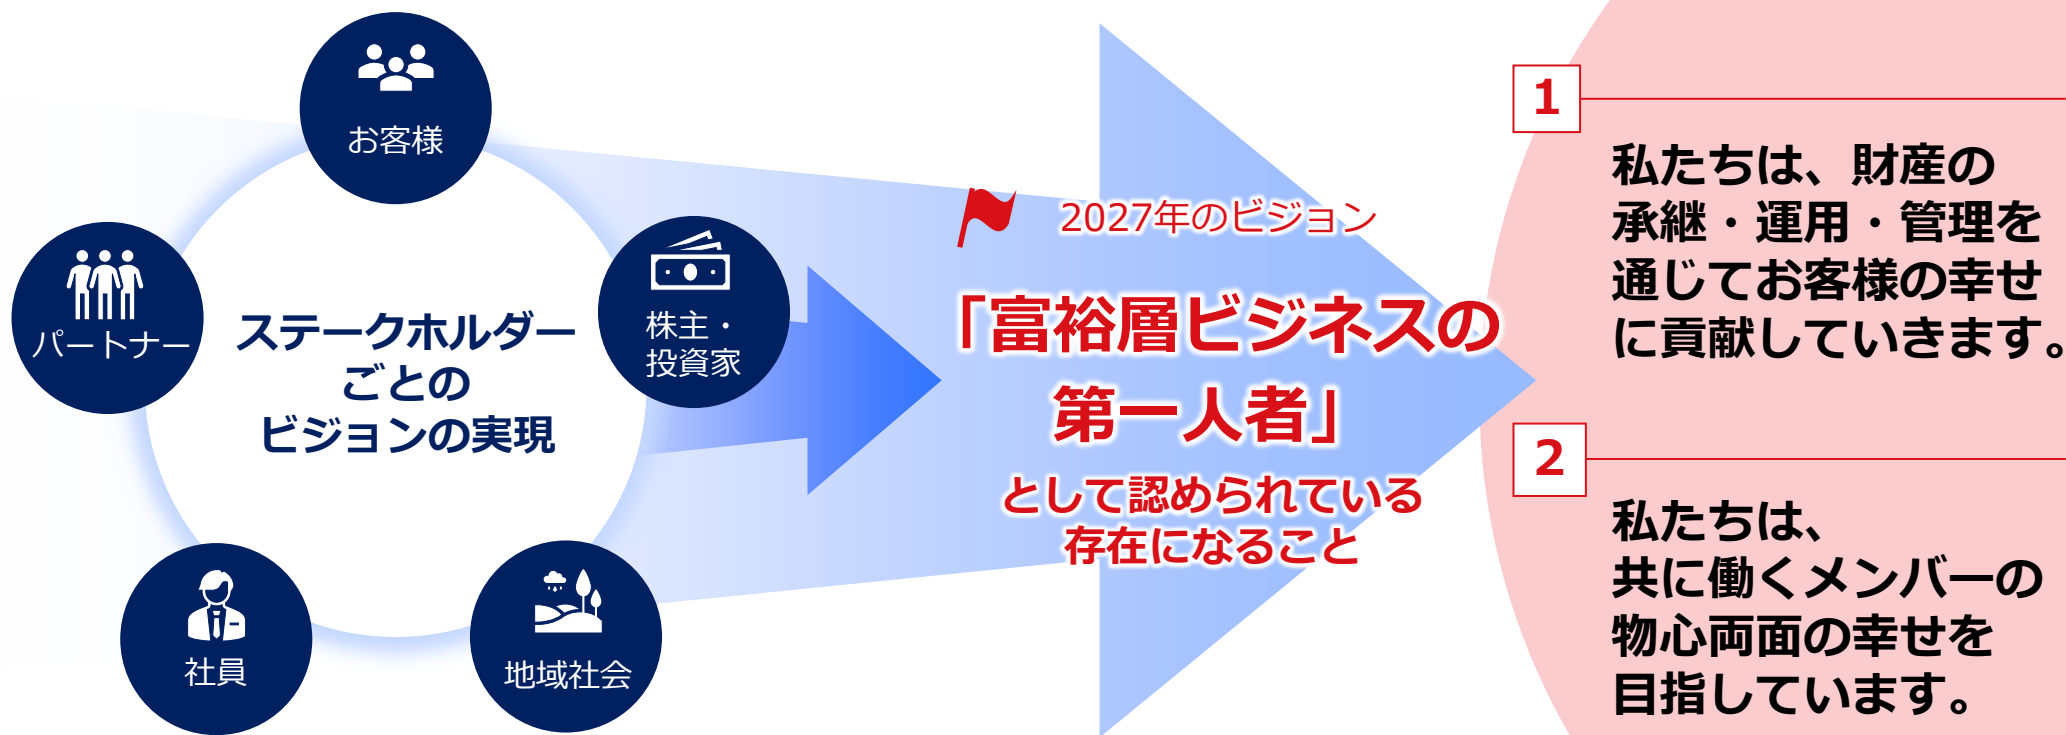 お客様
パートナー
株主・
投資家
ステークホルダー
ごとの
ビジョンの実現
社員
地域社会
2027年のビジョン
「富裕層ビジネスの
第一人者」
として認められている
存在になること
1
私たちは、財産の
承継・運用・管理を
通じてお客様の幸せ
に貢献していきます。
2
私たちは、
共に働くメンバーの
物心両面の幸せを
目指しています。